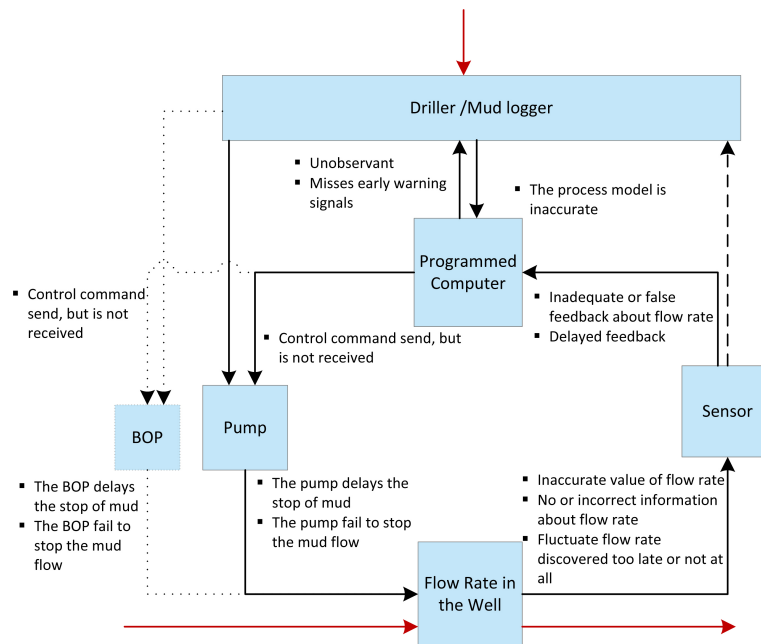 Driller /Mud logger
▪ Unobservant
▪ Misses early warning
signals
▪ The process model is
inaccurate
Programmed
Computer
▪ Control command
send, but is not
received
▪ Inadequate or false
feedback about flow rate
▪ Delayed feedback
▪ Control command send, but
is not received
BOP
Pump
Sensor
▪ The BOP delays
the stop of mud
▪ The BOP fail to
stop the mud
flow
▪ The pump delays the
stop of mud
▪ The pump fail to stop
the mud flow
▪ Inaccurate value of flow rate
▪ No or incorrect information
about flow rate
▪ Fluctuate flow rate
discovered too late or not at
all
Flow Rate in
the Well